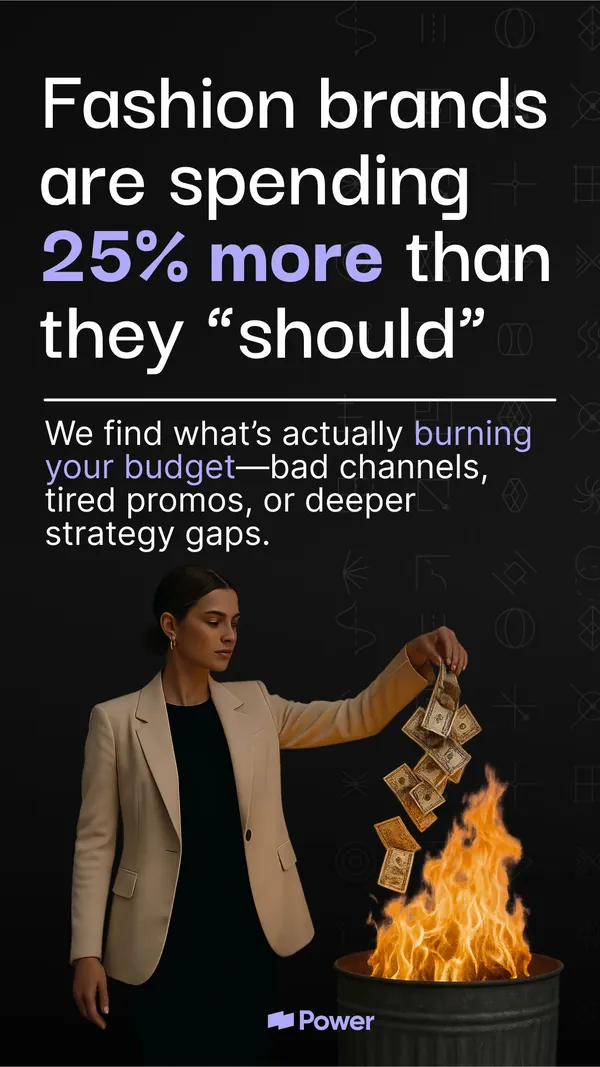 Fashion brands
are spending
25% more than
they “should”
We find what’s actually burning
your budget—bad channels,
tired promos, or deeper
strategy gaps.
Power